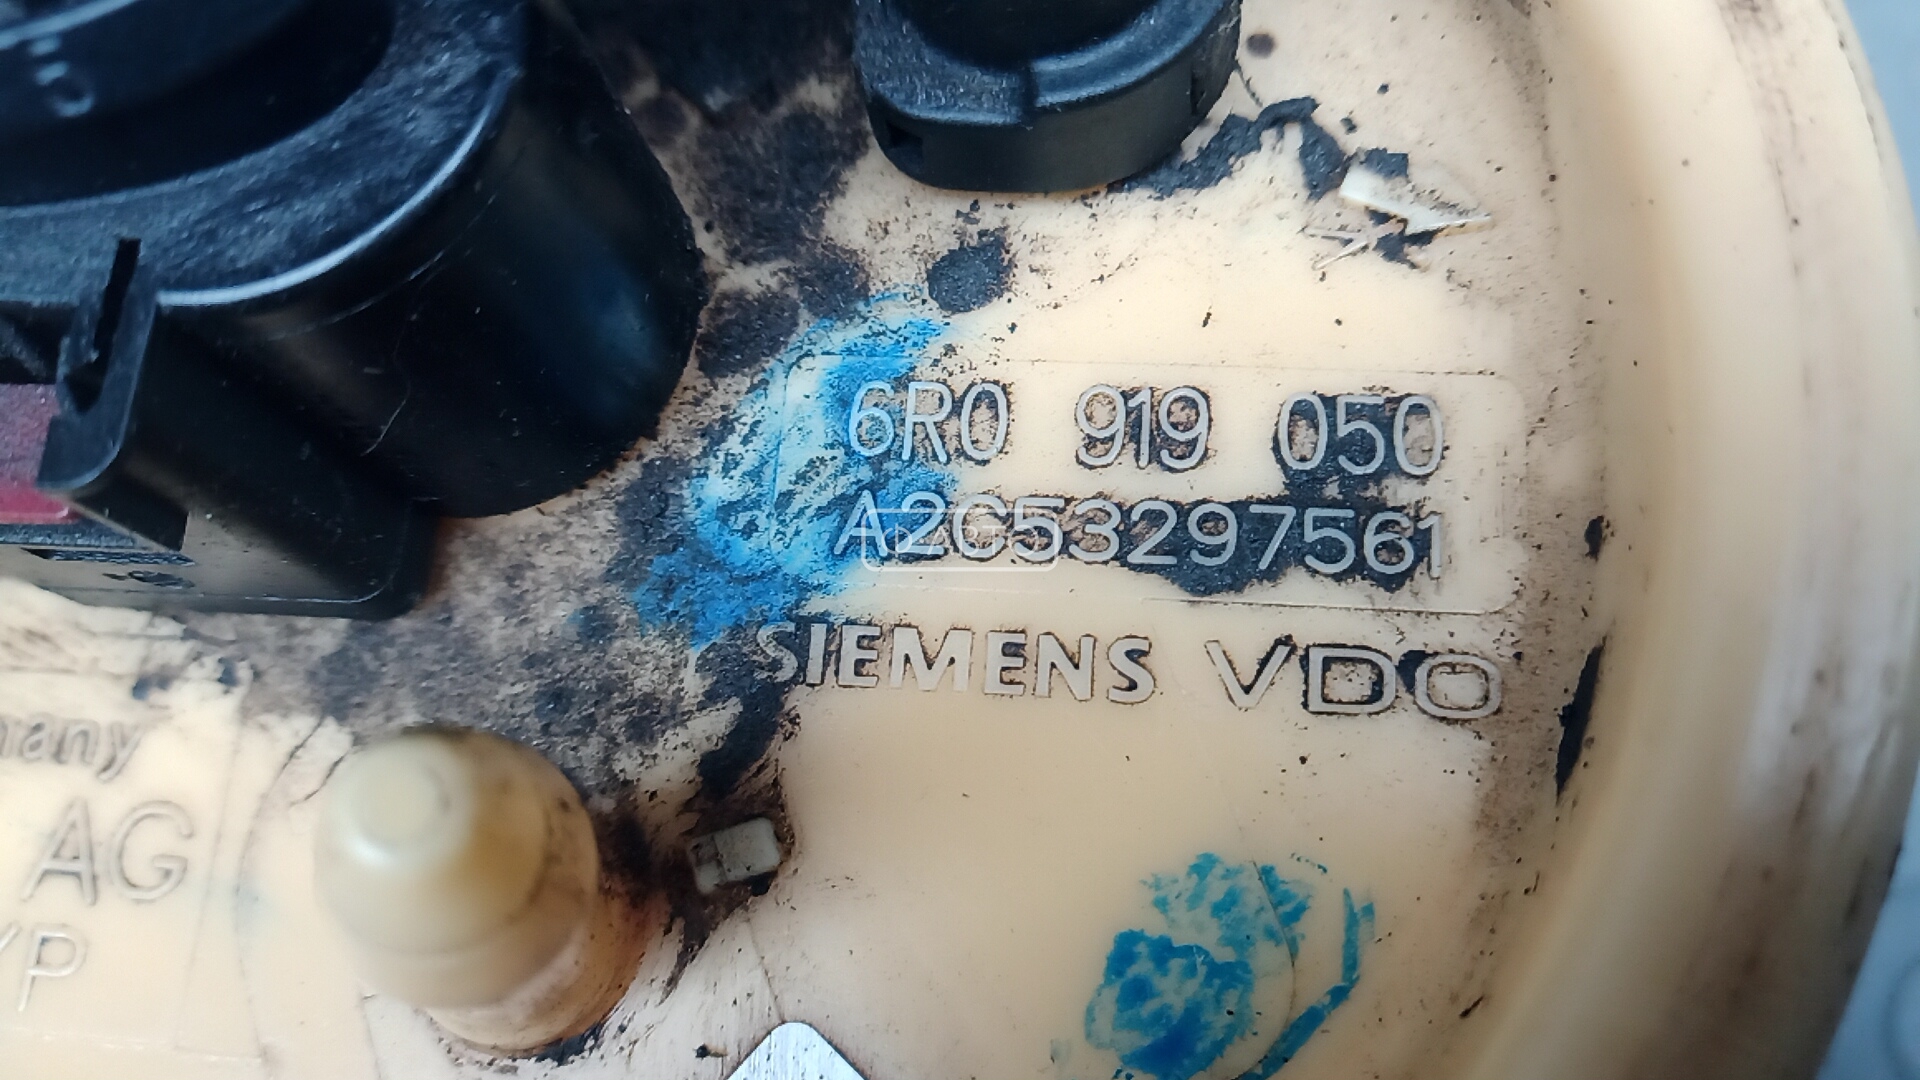 6R0 919 050
A2C53297561
SIEMENS VDO
AG